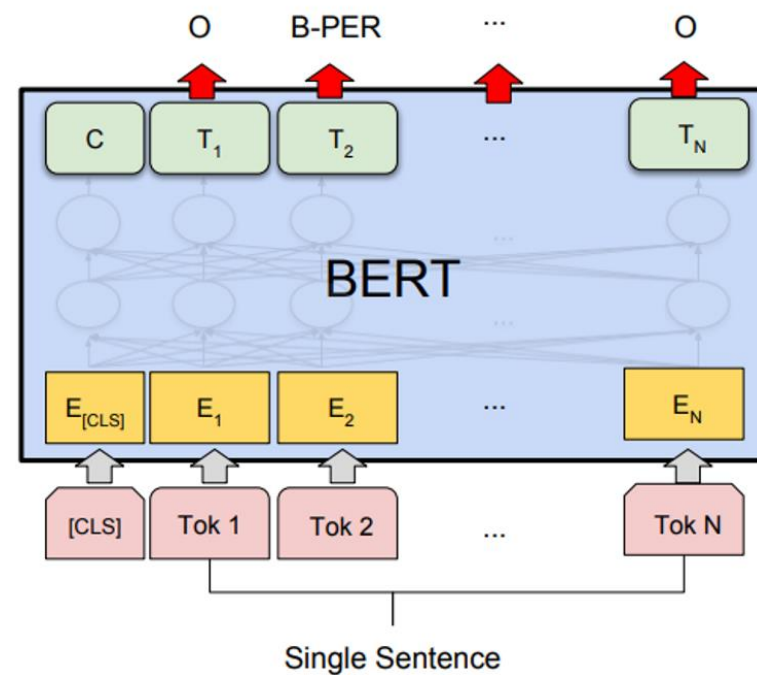 O B-PER ... O
C T1 T2 ... TN
...
BERT
...
E[CLS] E1 E2 ... EN
[CLS] Tok 1 Tok 2 ... Tok N
Single Sentence